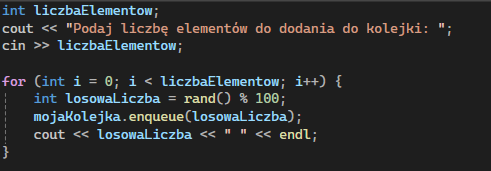 int liczbaElementow;
cout << "Podaj liczbę elementów do dodania do kolejki: ";
cin >> liczbaElementow;

for (int i = 0; i < liczbaElementow; i++) {
    int losowaLiczba = rand() % 100;
    mojaKolejka.enqueue(losowaLiczba);
    cout << losowaLiczba << " " << endl;
}